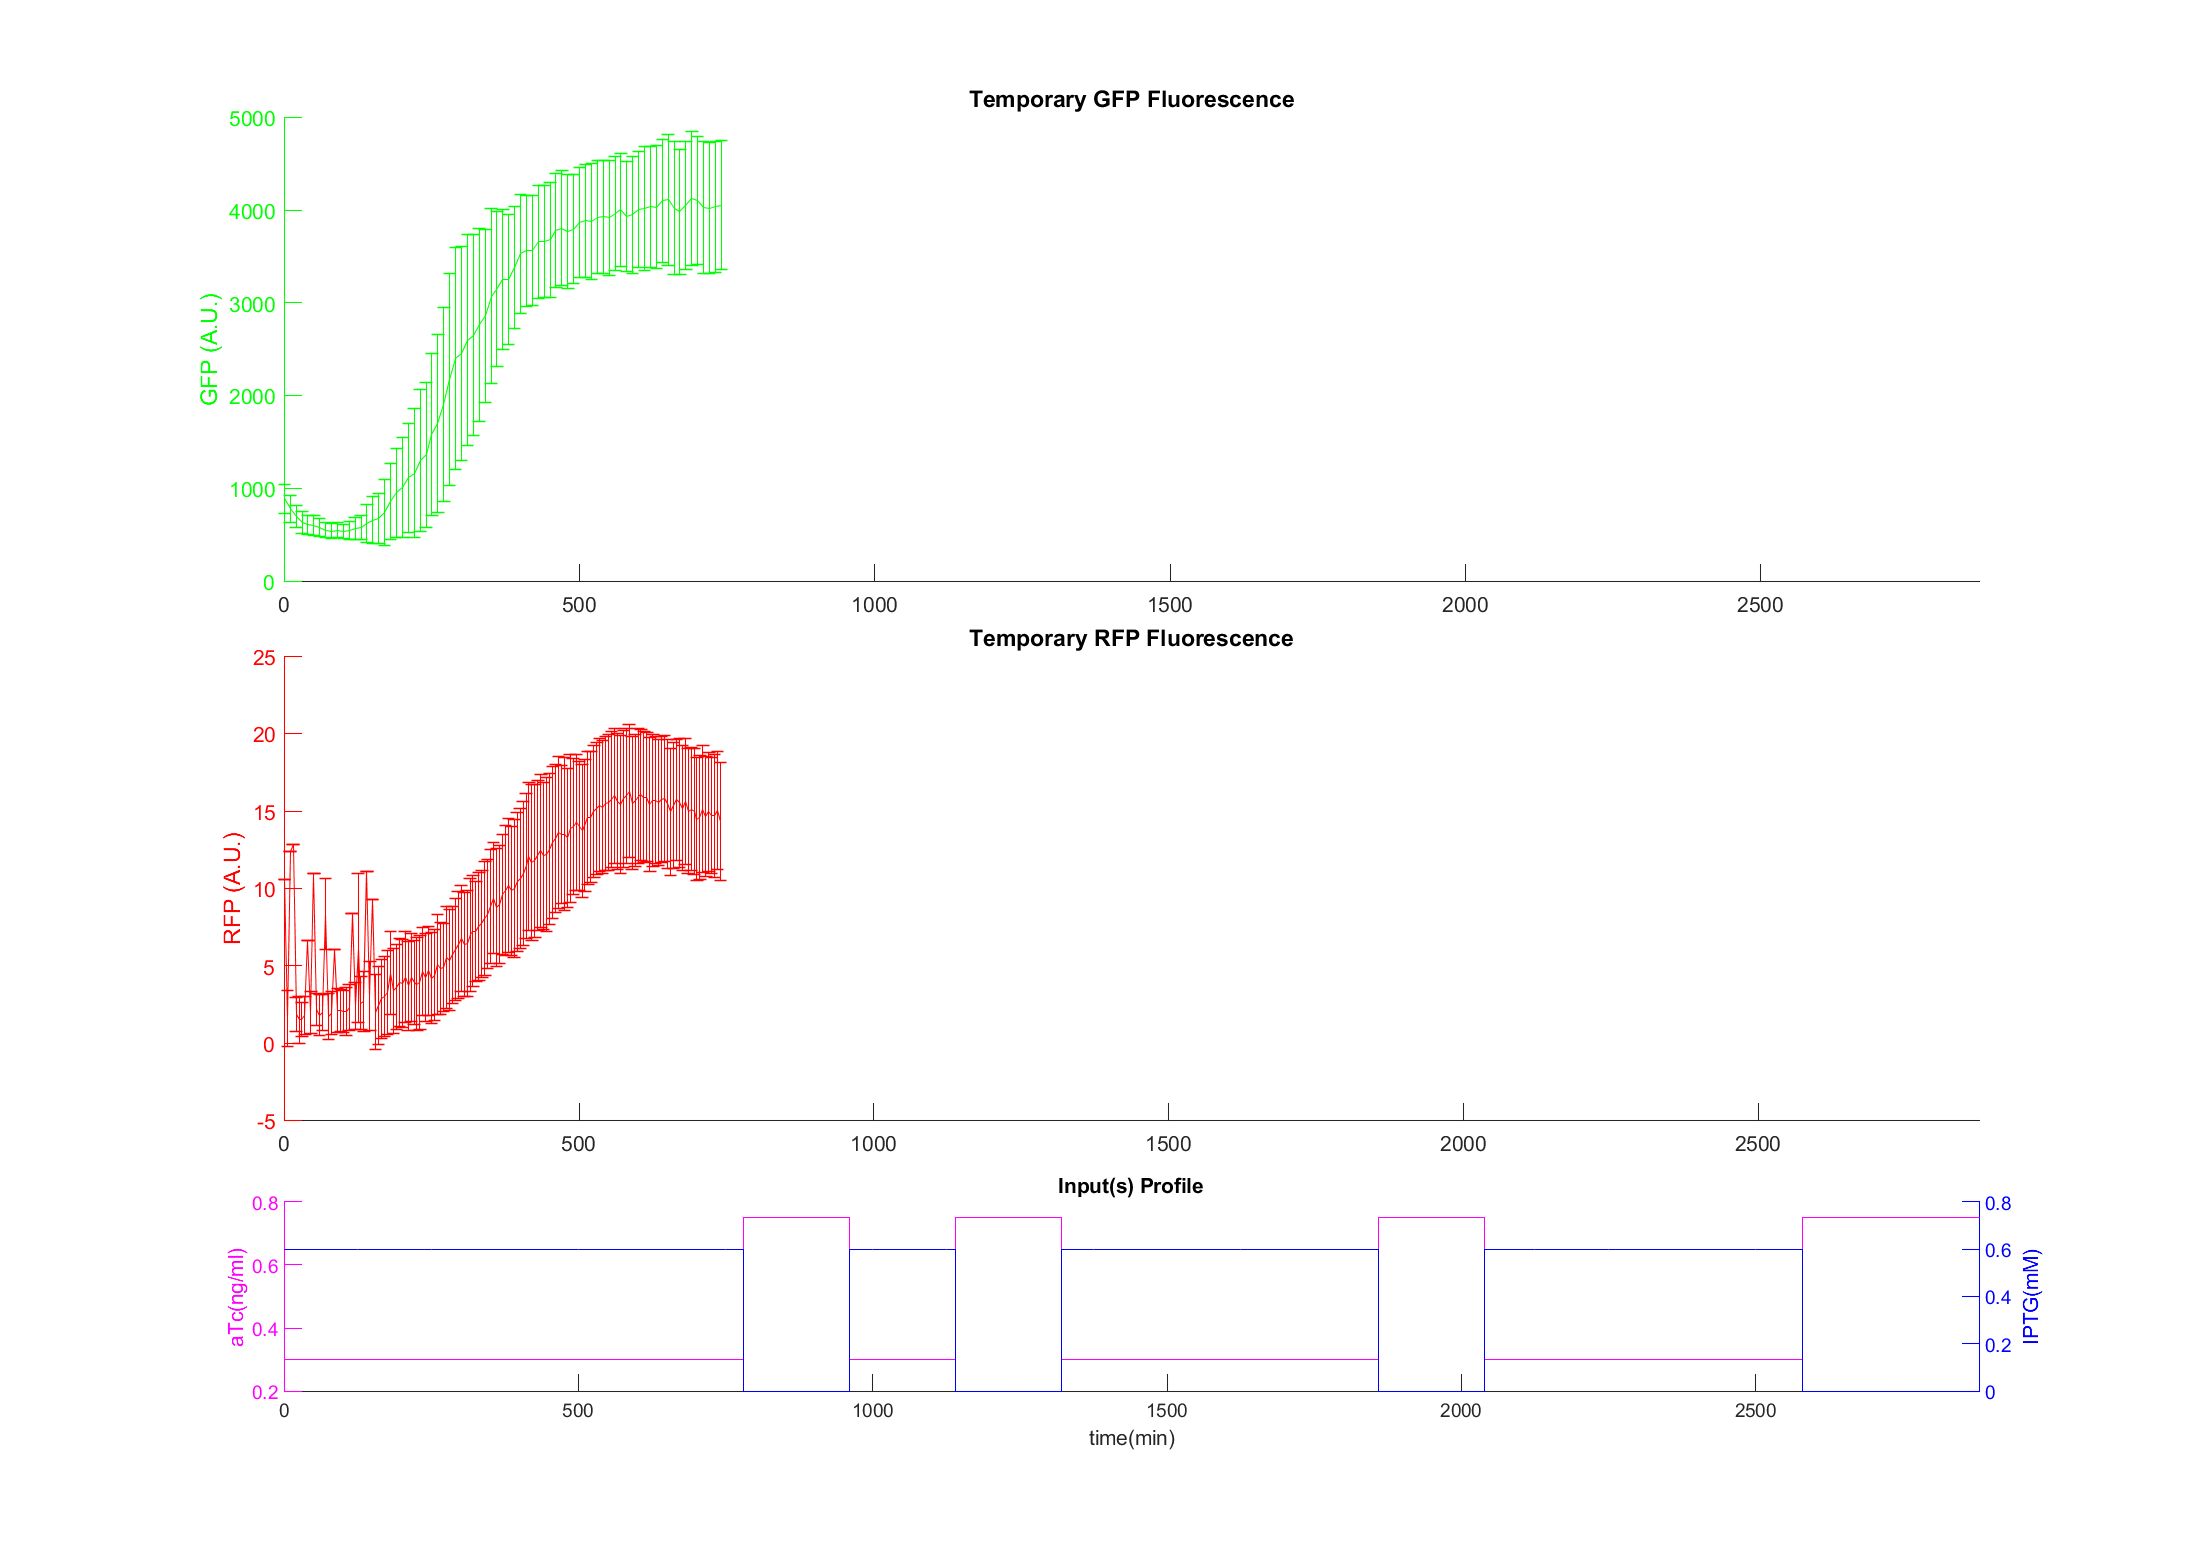 Temporary GFP Fluorescence
5000
4000
3000
2000
1000
0
GFP (A.U.)
0 500 1000 1500 2000 2500
Temporary RFP Fluorescence
25
20
15
10
5
0
-5
RFP (A.U.)
0 500 1000 1500 2000 2500
Input(s) Profile
0.8
0.6
0.4
0.2
aTc(ng/ml)
0.8
0.6
0.4
0.2
0
IPTG(mM)
0 500 1000 1500 2000 2500
time(min)